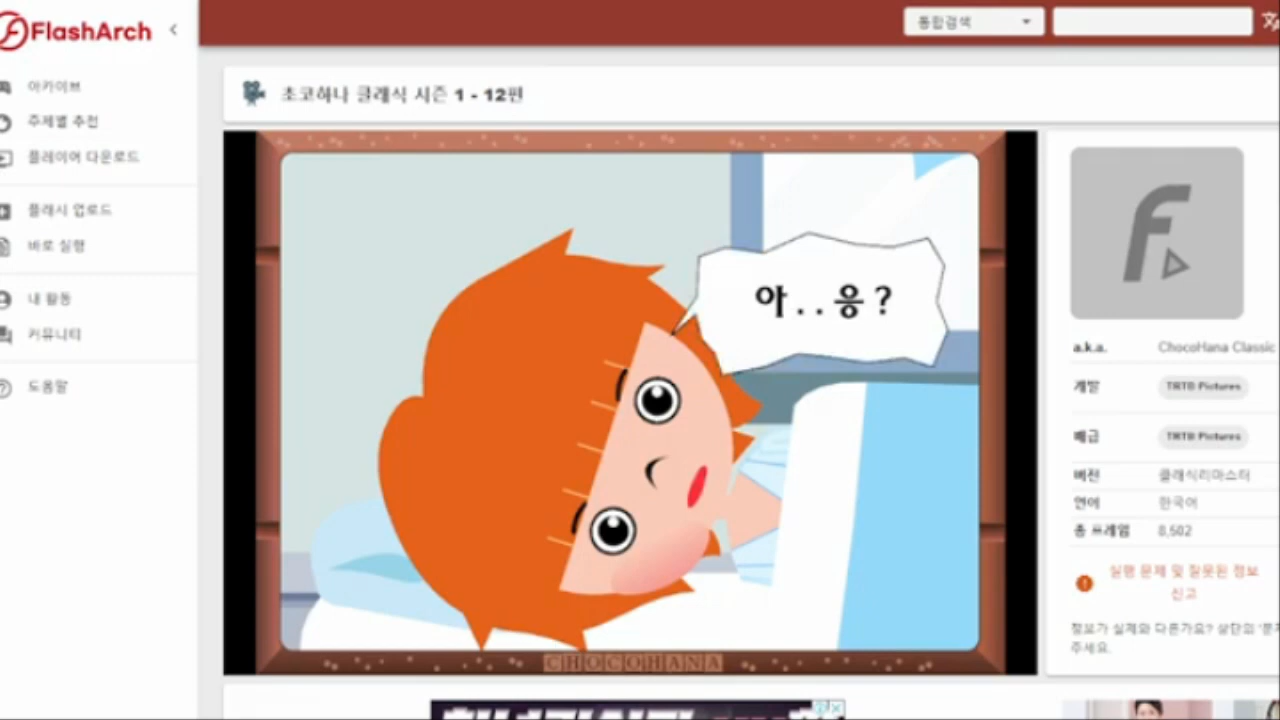 FlashArch
통합검색
아카이브
주제별 추천
플레이어 다운로드
플래시 업로드
바로 실행
내 활동
커뮤니티
도움말
초코하나 클래식 시즌 1 - 12편
아 . . 응 ?
CHOCOHANA
a.k.a. ChocoHana Classic
개발 TRTB Pictures
배급 TRTB Pictures
버전 클래식리마스터
언어 한국어
총 프레임 8,502
실행 문제 및 잘못된 정보
신고
정보가 실제와 다른가요? 상단의 '문
주세요.